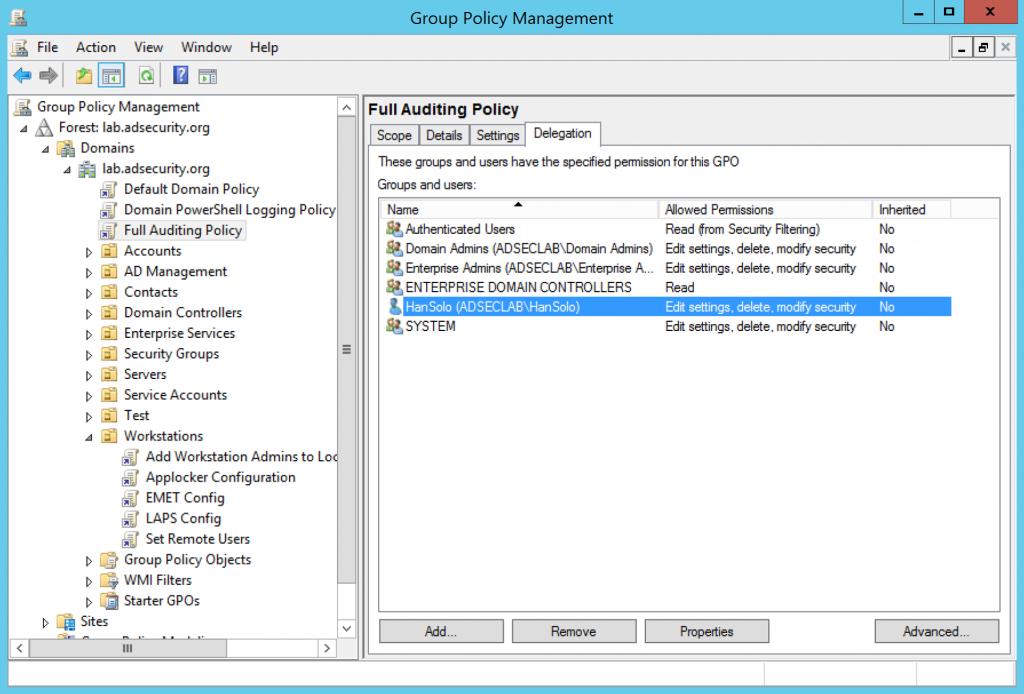 Group Policy Management
File Action View Window Help
Group Policy Management
Forest: lab.adsecurity.org
Domains
lab.adsecurity.org
Default Domain Policy
Domain PowerShell Logging Policy
Full Auditing Policy
Accounts
AD Management
Contacts
Domain Controllers
Enterprise Services
Security Groups
Servers
Service Accounts
Test
Workstations
Add Workstation Admins to Loc
Applocker Configuration
EMET Config
LAPS Config
Set Remote Users
Group Policy Objects
WMI Filters
Starter GPOs
Sites
Full Auditing Policy
Scope Details Settings Delegation
These groups and users have the specified permission for this GPO
Groups and users:
Name Allowed Permissions Inherited
Authenticated Users Read (from Security Filtering) No
Domain Admins (ADSECLAB\Domain Admins) Edit settings, delete, modify security No
Enterprise Admins (ADSECLAB\Enterprise A... Edit settings, delete, modify security No
ENTERPRISE DOMAIN CONTROLLERS Read No
HanSolo (ADSECLAB\HanSolo) Edit settings, delete, modify security No
SYSTEM Edit settings, delete, modify security No
Add... Remove Properties Advanced...